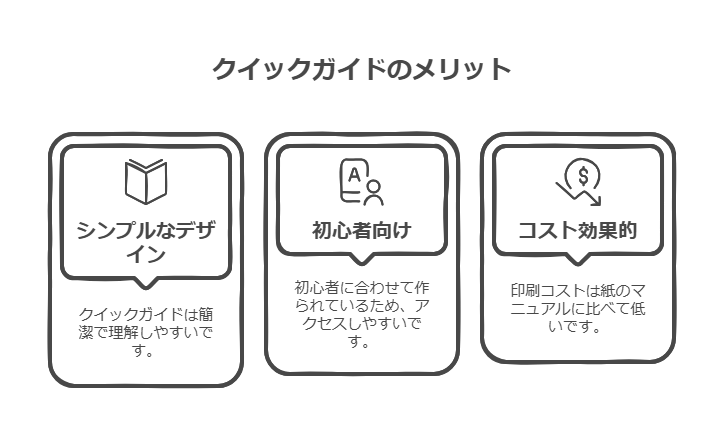 クイックガイドのメリット
シンプルなデザ
イン
クイックガイドは簡
潔で理解しやすいで
す。
A
初心者向け
初心者に合わせて作
られているため、ア
クセスしやすいで
す。
$
コスト効果的
印刷コストは紙のマ
ニュアルに比べて低
いです。